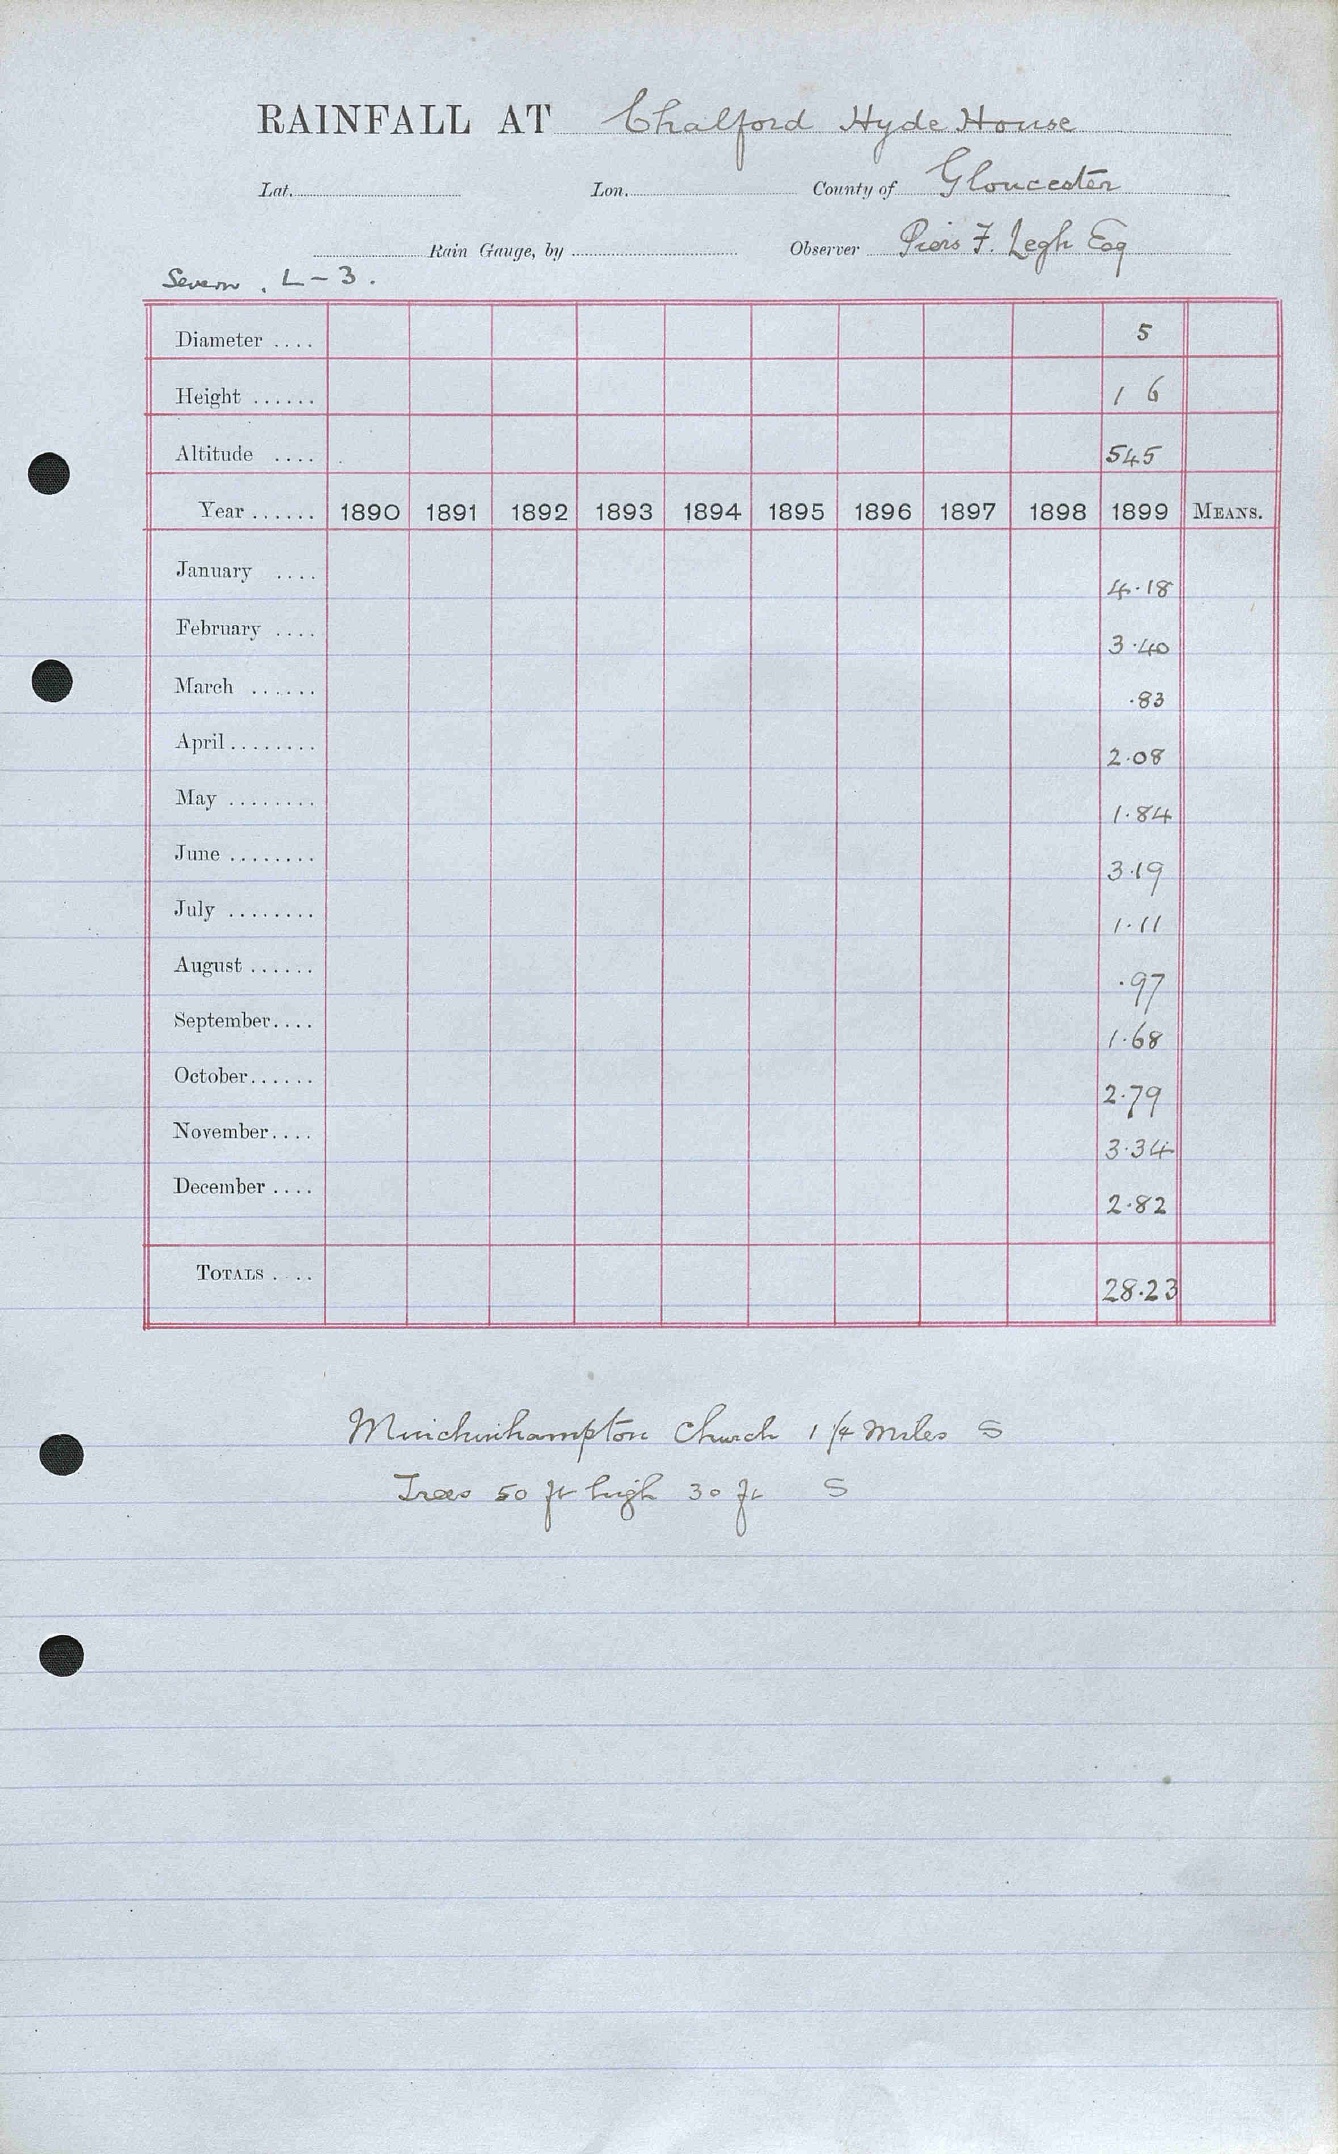 RAINFALL AT Chalford Hyde House
Lat. Lon. County of Gloucester
Rain Gauge, by Observer Piers F. Legh Esq
Severn . L - 3 .
Diameter .... 5
Height ...... 1 6
Altitude .... 545
Year ...... 1890 1891 1892 1893 1894 1895 1896 1897 1898 1899 MEANS.
January .... 4.18
February .... 3.40
March ...... .83
April ........ 2.08
May ........ 1.84
June ........ 3.19
July ........ 1.11
August ...... .97
September.... 1.68
October...... 2.79
November.... 3.34
December .... 2.82
TOTALS .... 28.23
Minchinhampton Church 1 1/4 miles S
Trees 50 ft high 30 ft S